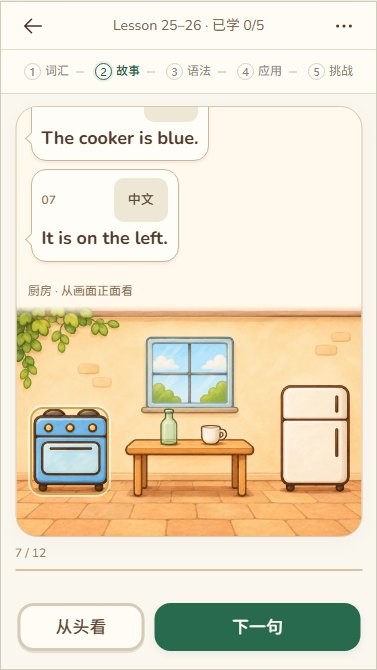 Lesson 25–26 · 已学 0/5
1 词汇 – 2 故事 – 3 语法 – 4 应用 – 5 挑战
The cooker is blue.
07 中文
It is on the left.
厨房 · 从画面正面看
7 / 12
从头看 下一句